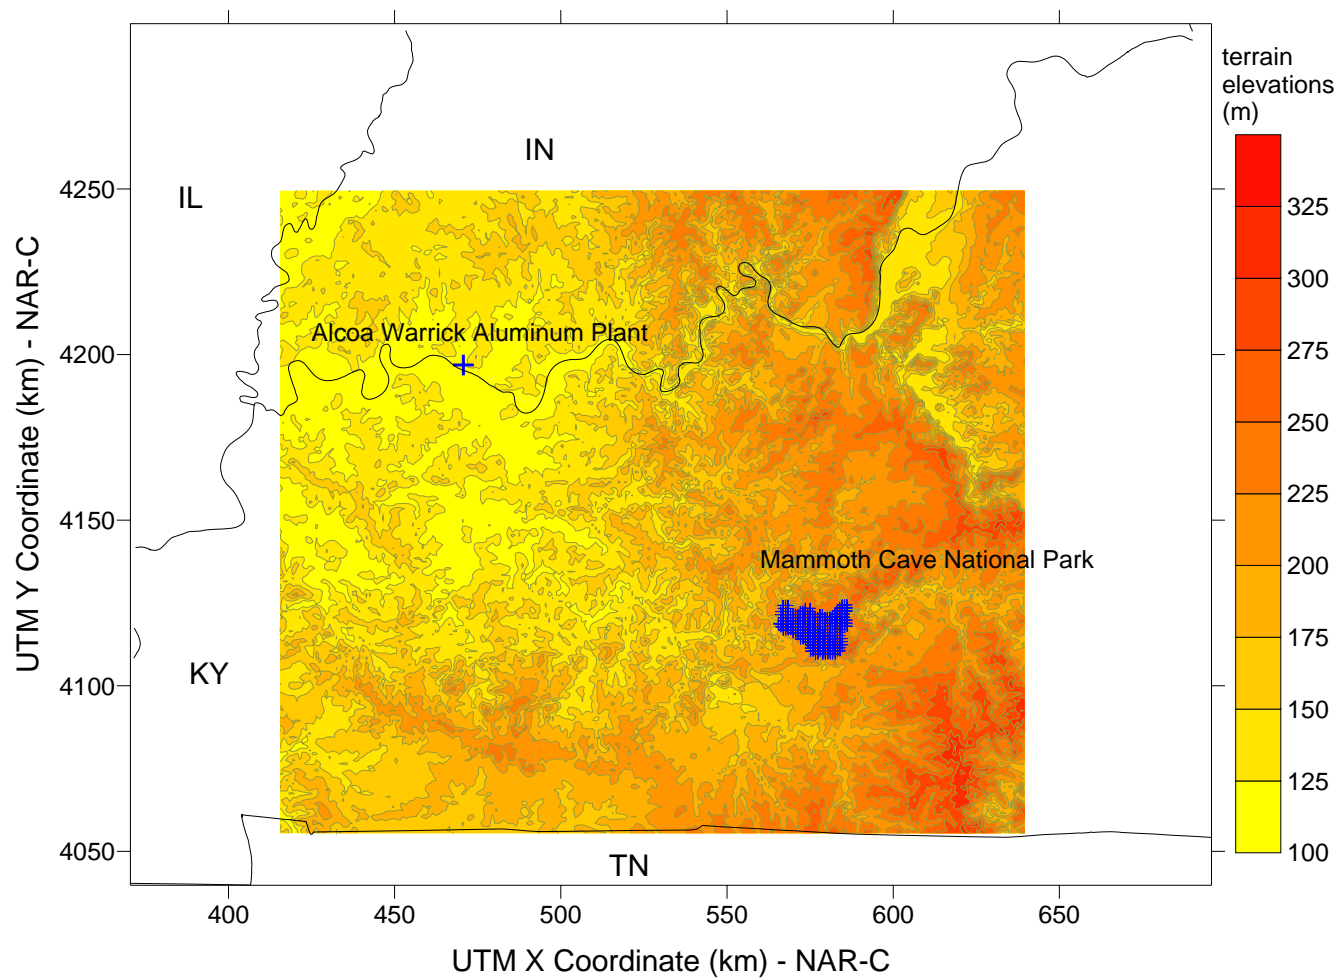 terrain
elevations
(m)
IN
IL
4250
325
300
Alcoa Warrick Aluminum Plant
4200
275
250
225
4150
Mammoth Cave National Park
200
175
KY
4100
150
125
4050
TN
100
400
450
500
550
600
650
UTM X Coordinate (km) - NAR-C
UTM Y Coordinate (km) - NAR-C